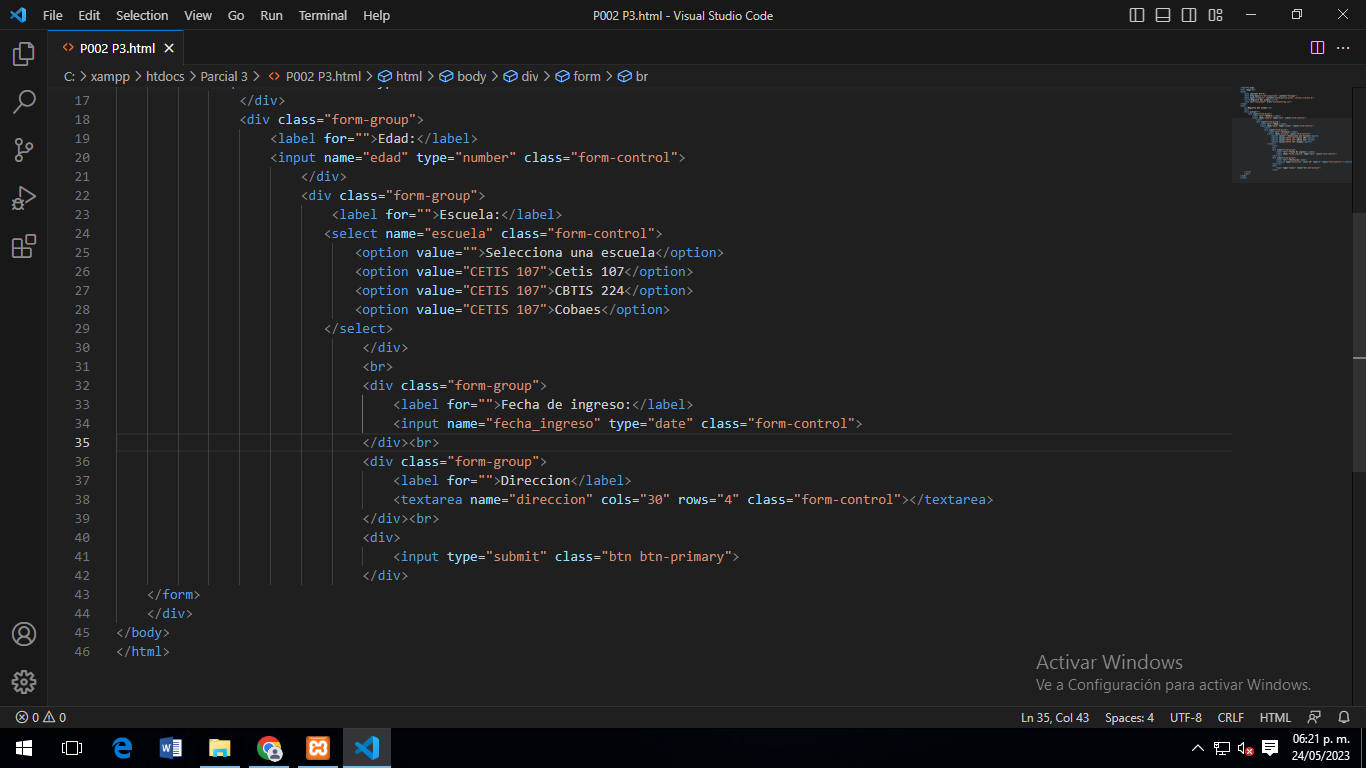 File Edit Selection View Go Run Terminal Help P002 P3.html - Visual Studio Code
P002 P3.html
C: > xampp > htdocs > Parcial 3 > P002 P3.html > html > body > div > form > br
17 </div>
18 <div class="form-group">
19 <label for="">Edad:</label>
20 <input name="edad" type="number" class="form-control">
21 </div>
22 <div class="form-group">
23 <label for="">Escuela:</label>
24 <select name="escuela" class="form-control">
25 <option value="">Selecciona una escuela</option>
26 <option value="CETIS 107">Cetis 107</option>
27 <option value="CETIS 107">CBTIS 224</option>
28 <option value="CETIS 107">Cobaes</option>
29 </select>
30 </div>
31 <br>
32 <div class="form-group">
33 <label for="">Fecha de ingreso:</label>
34 <input name="fecha_ingreso" type="date" class="form-control">
35 </div><br>
36 <div class="form-group">
37 <label for="">Direccion</label>
38 <textarea name="direccion" cols="30" rows="4" class="form-control"></textarea>
39 </div><br>
40 <div>
41 <input type="submit" class="btn btn-primary">
42 </div>
43 </form>
44 </div>
45 </body>
46 </html>
Activar Windows
Ve a Configuración para activar Windows.
0 0 Ln 35, Col 43 Spaces: 4 UTF-8 CRLF HTML
06:21 p. m.
24/05/2023